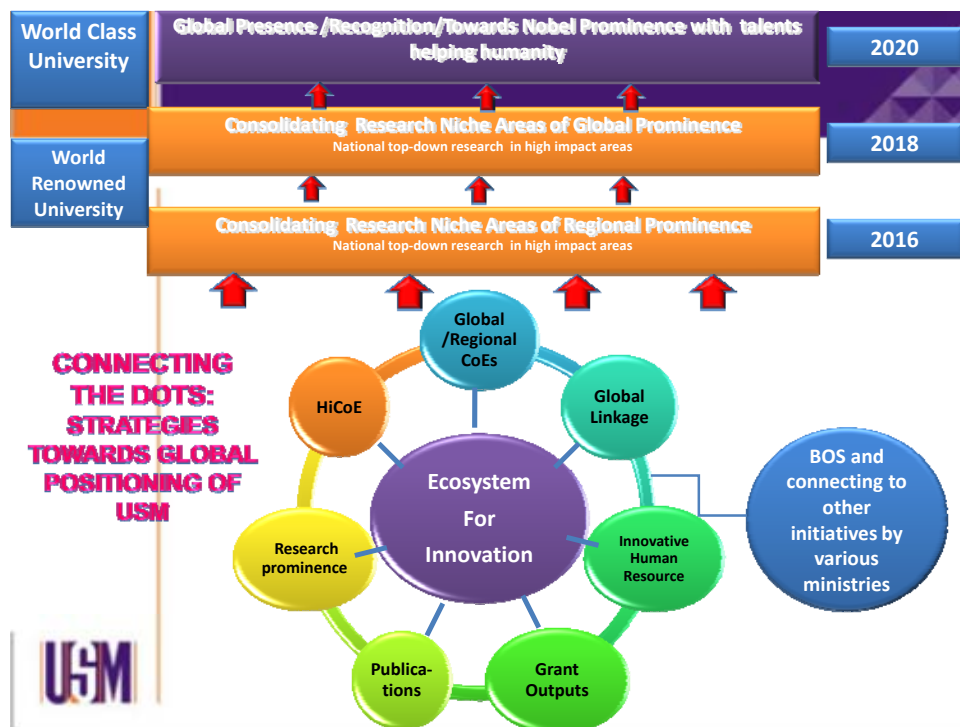 World Class
University
Global Presence /Recognition/Towards Nobel Prominence with talents
helping humanity
2020
Consolidating Research Niche Areas of Global Prominence
National top-down research in high impact areas
2018
World
Renowned
University
Consolidating Research Niche Areas of Regional Prominence
National top-down research in high impact areas
2016
CONNECTING
THE DOTS:
STRATEGIES
TOWARDS GLOBAL
POSITIONING OF
USM
Global
/Regional
CoEs
Global
Linkage
Innovative
Human
Resource
Grant
Outputs
Publica-
tions
Research
prominence
HiCoE
Ecosystem
For
Innovation
BOS and
connecting to
other
initiatives by
various
ministries
USM